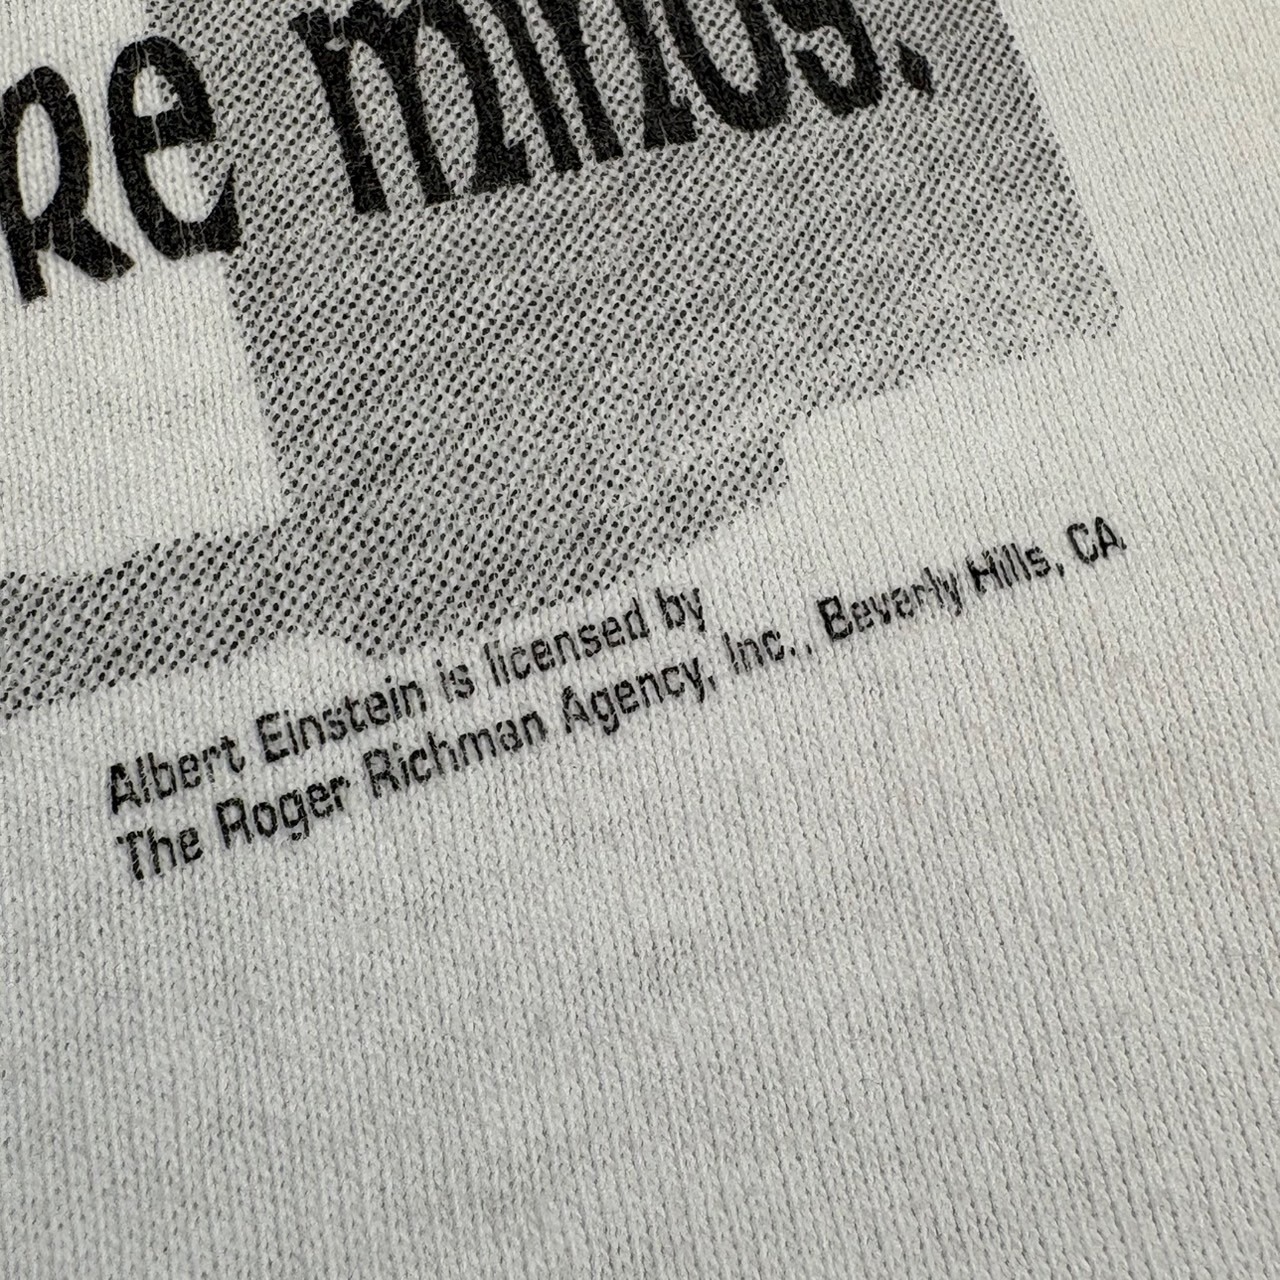 re minds.
Albert Einstein is licensed by
The Roger Richman Agency, Inc., Beverly Hills, CA